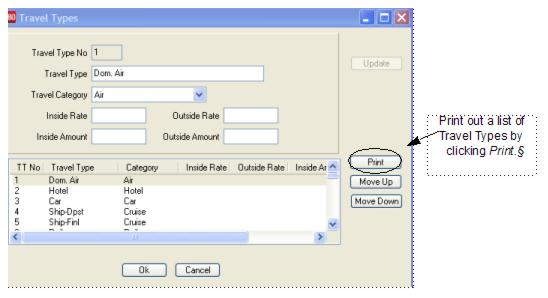 Travel Types
Travel Type No 1
Travel Type Dom. Air
Update
Travel Category Air
Inside Rate Outside Rate
Inside Amount Outside Amount
Print out a list of
Travel Types by
clicking Print.§
TT No Travel Type Category Inside Rate Outside Rate Inside A
1 Dom. Air Air
2 Hotel Hotel
3 Car Car
4 Ship-Dpst Cruise
5 Ship-Finl Cruise
Print
Move Up
Move Down
Ok Cancel